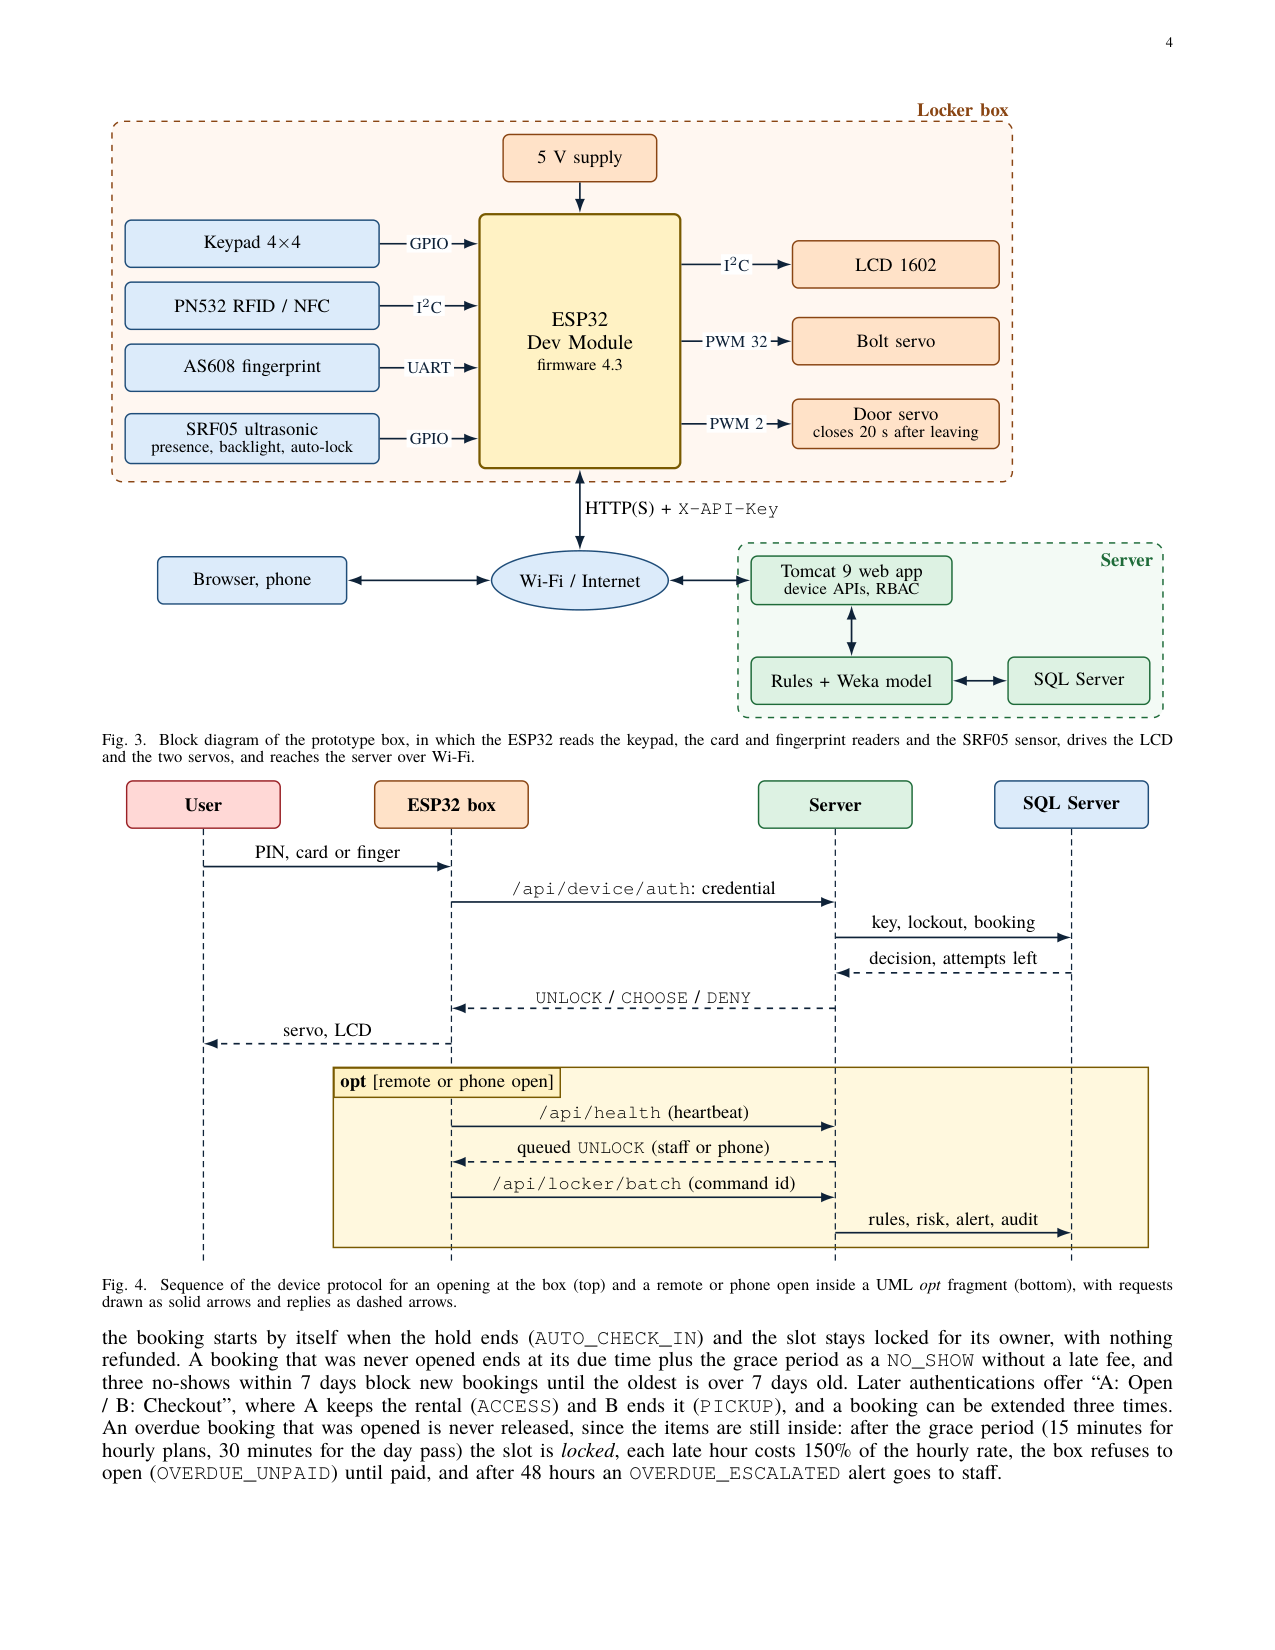 4
Locker box
5 V supply
Keypad 4×4
GPIO
PN532 RFID / NFC
I²C
AS608 fingerprint
UART
SRF05 ultrasonic
presence, backlight, auto-lock
GPIO
ESP32
Dev Module
firmware 4.3
I²C
LCD 1602
PWM 32
Bolt servo
PWM 2
Door servo
closes 20 s after leaving
HTTP(S) + X-API-Key
Browser, phone
Wi-Fi / Internet
Server
Tomcat 9 web app
device APIs, RBAC
Rules + Weka model
SQL Server
Fig. 3. Block diagram of the prototype box, in which the ESP32 reads the keypad, the card and fingerprint readers and the SRF05 sensor, drives the LCD
and the two servos, and reaches the server over Wi-Fi.
User
ESP32 box
Server
SQL Server
PIN, card or finger
/api/device/auth: credential
key, lockout, booking
decision, attempts left
UNLOCK / CHOOSE / DENY
servo, LCD
opt [remote or phone open]
/api/health (heartbeat)
queued UNLOCK (staff or phone)
/api/locker/batch (command id)
rules, risk, alert, audit
Fig. 4. Sequence of the device protocol for an opening at the box (top) and a remote or phone open inside a UML opt fragment (bottom), with requests
drawn as solid arrows and replies as dashed arrows.
the booking starts by itself when the hold ends (AUTO_CHECK_IN) and the slot stays locked for its owner, with nothing
refunded. A booking that was never opened ends at its due time plus the grace period as a NO_SHOW without a late fee, and
three no-shows within 7 days block new bookings until the oldest is over 7 days old. Later authentications offer “A: Open
/ B: Checkout”, where A keeps the rental (ACCESS) and B ends it (PICKUP), and a booking can be extended three times.
An overdue booking that was opened is never released, since the items are still inside: after the grace period (15 minutes for
hourly plans, 30 minutes for the day pass) the slot is locked, each late hour costs 150% of the hourly rate, the box refuses to
open (OVERDUE_UNPAID) until paid, and after 48 hours an OVERDUE_ESCALATED alert goes to staff.